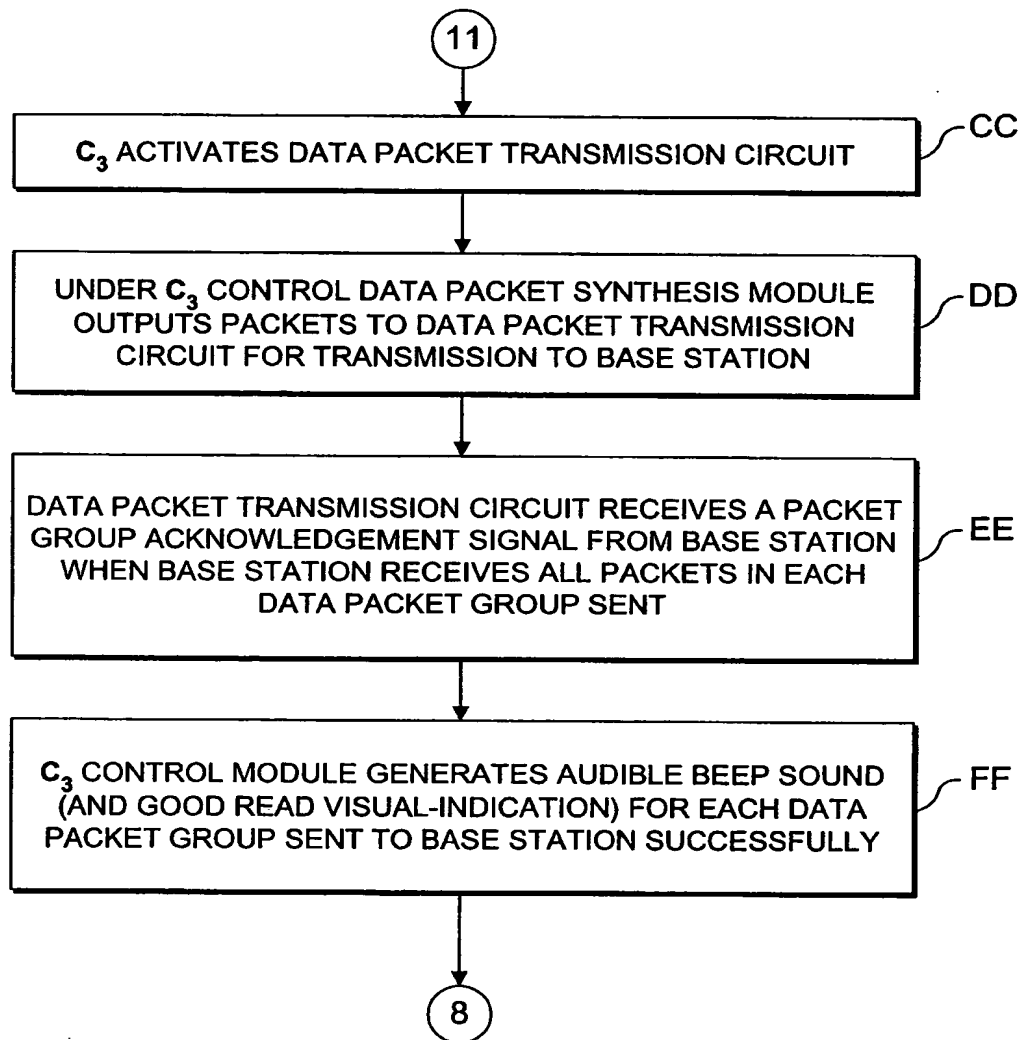 11
C3 ACTIVATES DATA PACKET TRANSMISSION CIRCUIT
CC
UNDER C3 CONTROL DATA PACKET SYNTHESIS MODULE
OUTPUTS PACKETS TO DATA PACKET TRANSMISSION
CIRCUIT FOR TRANSMISSION TO BASE STATION
DD
DATA PACKET TRANSMISSION CIRCUIT RECEIVES A PACKET
GROUP ACKNOWLEDGEMENT SIGNAL FROM BASE STATION
WHEN BASE STATION RECEIVES ALL PACKETS IN EACH
DATA PACKET GROUP SENT
EE
C3 CONTROL MODULE GENERATES AUDIBLE BEEP SOUND
(AND GOOD READ VISUAL-INDICATION) FOR EACH DATA
PACKET GROUP SENT TO BASE STATION SUCCESSFULLY
FF
8